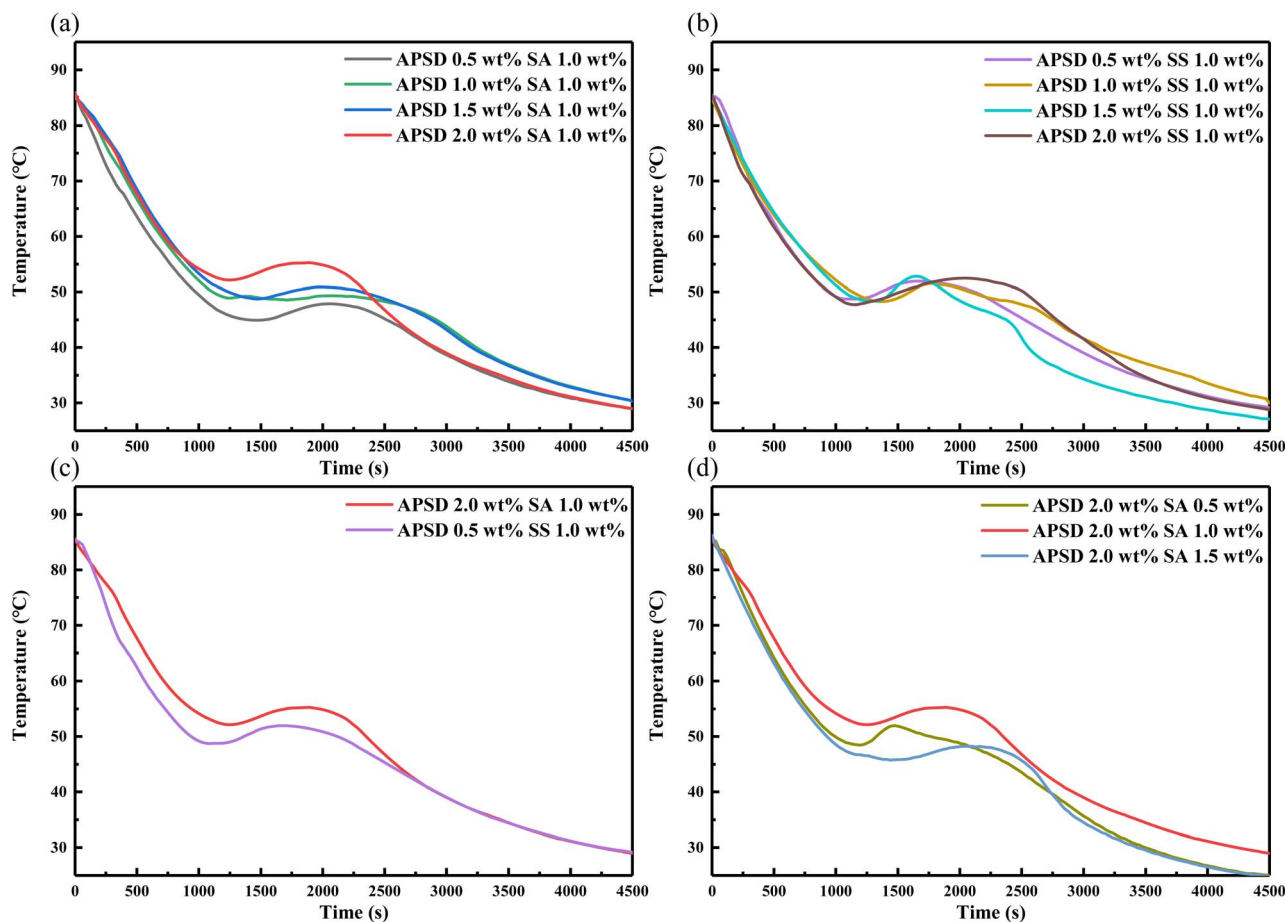 (a)
APSD 0.5 wt% SA 1.0 wt%
APSD 1.0 wt% SA 1.0 wt%
APSD 1.5 wt% SA 1.0 wt%
APSD 2.0 wt% SA 1.0 wt%
90
80
70
60
50
40
30
Temperature (℃)
0 500 1000 1500 2000 2500 3000 3500 4000 4500
Time (s)
(b)
APSD 0.5 wt% SS 1.0 wt%
APSD 1.0 wt% SS 1.0 wt%
APSD 1.5 wt% SS 1.0 wt%
APSD 2.0 wt% SS 1.0 wt%
90
80
70
60
50
40
30
Temperature (℃)
0 500 1000 1500 2000 2500 3000 3500 4000 4500
Time (s)
(c)
APSD 2.0 wt% SA 1.0 wt%
APSD 0.5 wt% SS 1.0 wt%
90
80
70
60
50
40
30
Temperature (℃)
0 500 1000 1500 2000 2500 3000 3500 4000 4500
Time (s)
(d)
APSD 2.0 wt% SA 0.5 wt%
APSD 2.0 wt% SA 1.0 wt%
APSD 2.0 wt% SA 1.5 wt%
90
80
70
60
50
40
30
Temperature (℃)
0 500 1000 1500 2000 2500 3000 3500 4000 4500
Time (s)